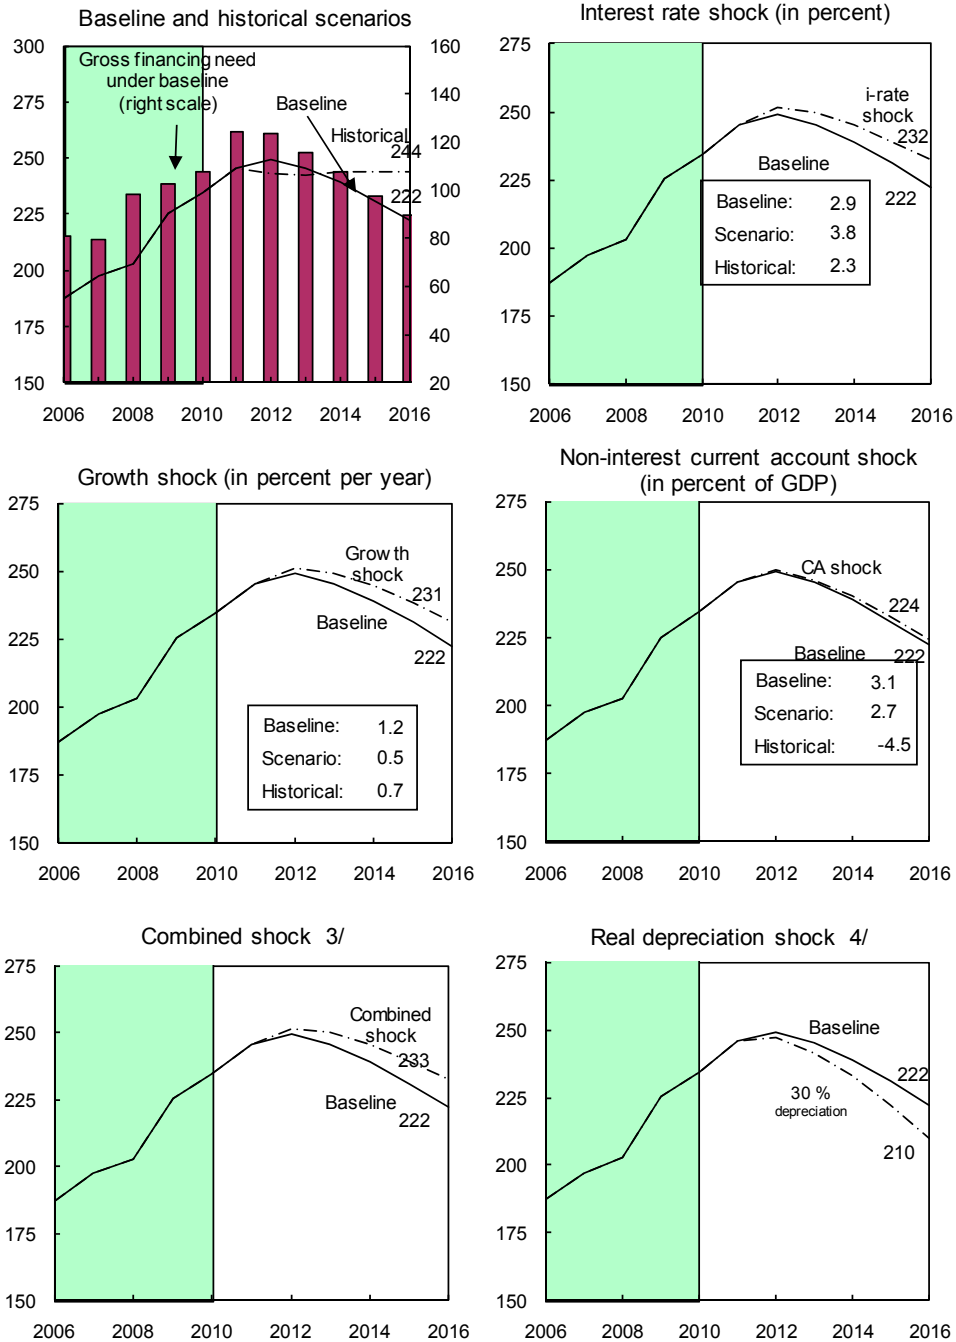 Baseline and historical scenarios
300
275
250
225
200
175
150
160
140
120
100
80
60
40
20
Gross financing need
under baseline
(right scale)
Baseline
Historical
244
222
2006 2008 2010 2012 2014 2016
Interest rate shock (in percent)
275
250
225
200
175
150
i-rate
shock
232
Baseline
222
Baseline: 2.9
Scenario: 3.8
Historical: 2.3
2006 2008 2010 2012 2014 2016
Growth shock (in percent per year)
275
250
225
200
175
150
Growth
shock
231
Baseline
222
Baseline: 1.2
Scenario: 0.5
Historical: 0.7
2006 2008 2010 2012 2014 2016
Non-interest current account shock
(in percent of GDP)
275
250
225
200
175
150
CA shock
224
Baseline
222
Baseline: 3.1
Scenario: 2.7
Historical: -4.5
2006 2008 2010 2012 2014 2016
Combined shock 3/
275
250
225
200
175
150
Combined
shock
233
Baseline
222
2006 2008 2010 2012 2014 2016
Real depreciation shock 4/
275
250
225
200
175
150
Baseline
222
30 %
depreciation
210
2006 2008 2010 2012 2014 2016